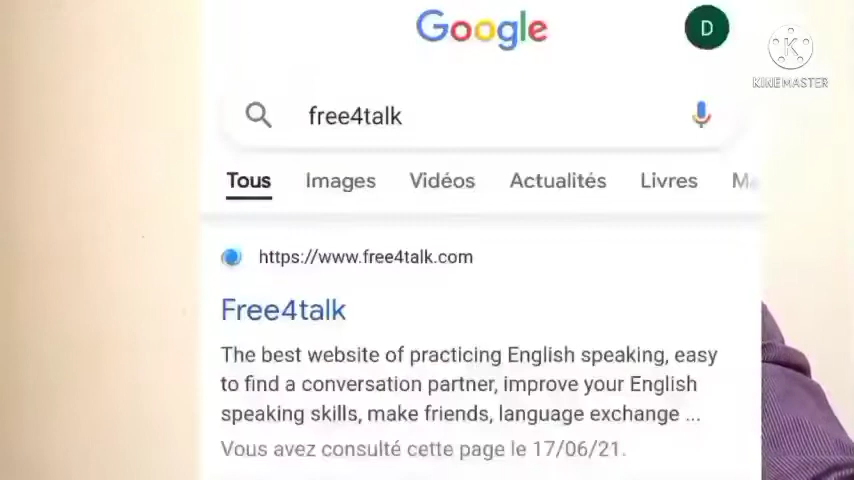 Google
D
KINEMASTER
free4talk
Tous Images Vidéos Actualités Livres
https://www.free4talk.com
Free4talk
The best website of practicing English speaking, easy
to find a conversation partner, improve your English
speaking skills, make friends, language exchange ...
Vous avez consulté cette page le 17/06/21.